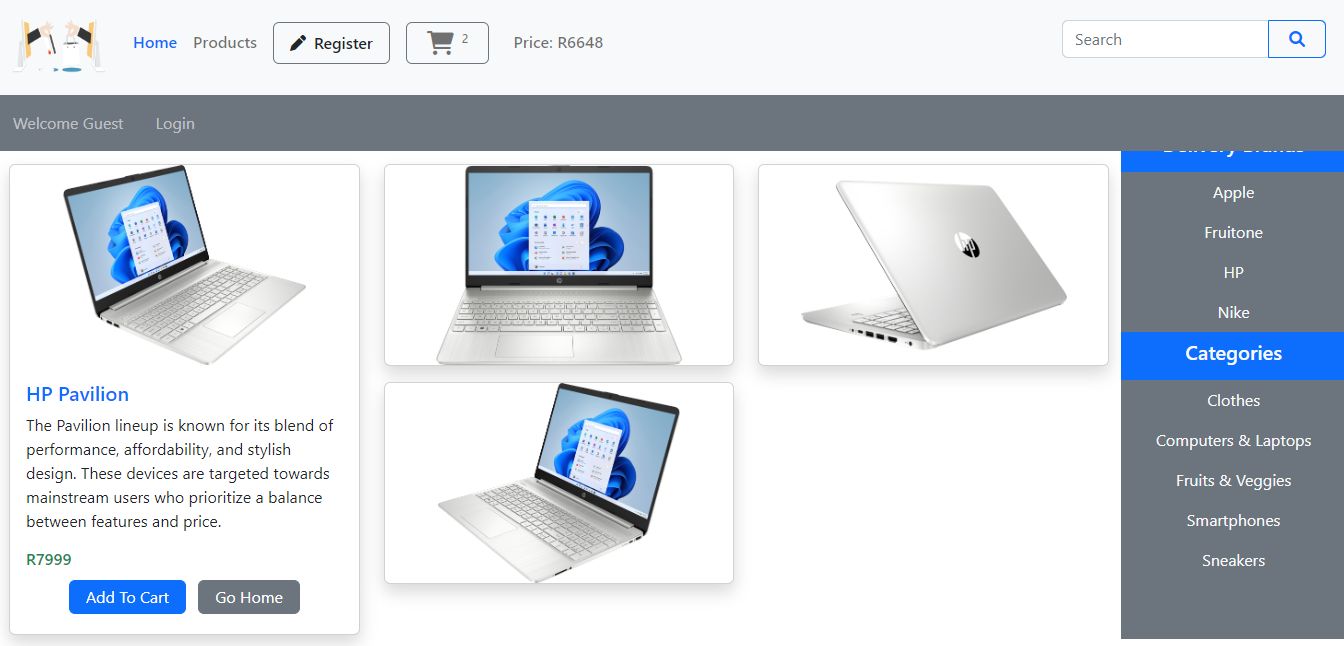 Home Products Register 2 Price: R6648 Search
Welcome Guest Login
Delivery Brands
Apple
Fruitone
HP
Nike
Categories
Clothes
Computers & Laptops
Fruits & Veggies
Smartphones
Sneakers
HP Pavilion
The Pavilion lineup is known for its blend of
performance, affordability, and stylish
design. These devices are targeted towards
mainstream users who prioritize a balance
between features and price.
R7999
Add To Cart Go Home